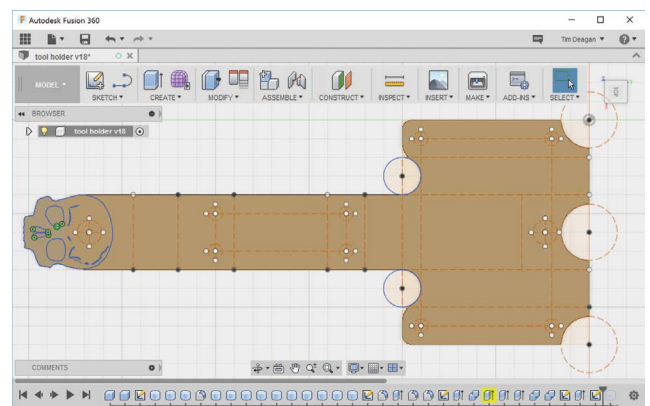 Autodesk Fusion 360
Tim Deagan
tool holder v18*
MODEL
SKETCH CREATE MODIFY ASSEMBLE CONSTRUCT INSPECT INSERT MAKE ADD-INS SELECT
BROWSER
tool holder v18
TOP
COMMENTS